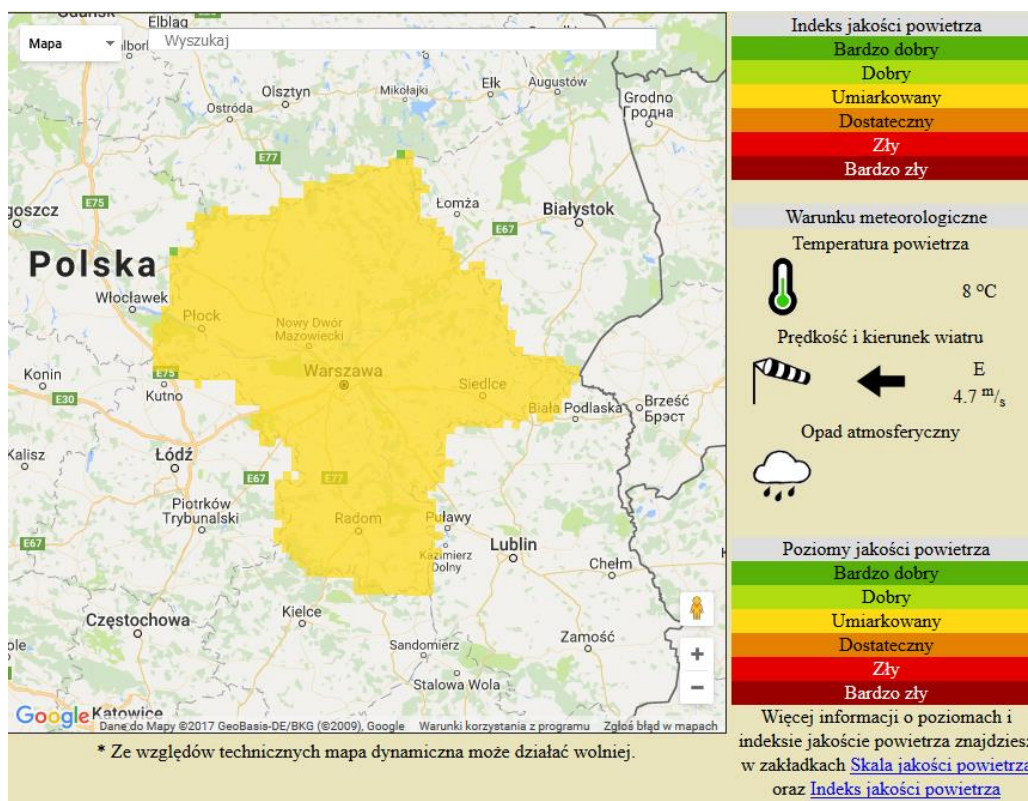 Gdańsk
Elbląg
Mapa
Malbork
Wyszukaj
Olsztyn
Mikołajki
Ełk
Augustów
Ostróda
Grodno
Гродна
E77
Łomża
E75
goszcz
Białystok
E67
Polska
Włocławek
Płock
Nowy Dwór
Mazowiecki
Konin
E75
Warszawa
Siedlce
E30
Kutno
Biała Podlaska
Brześć
Брэст
Kalisz
Łódź
E67
E77
Piotrków
Trybunalski
Radom
Puławy
E67
Lublin
Kazimierz
Dolny
Chełm
Kielce
Częstochowa
Zamość
Sandomierz
Stalowa Wola
+
−
Google
Katowice
Dane do Mapy ©2017 GeoBasis-DE/BKG (©2009), Google Warunki korzystania z programu Zgłoś błąd w mapach
* Ze względów technicznych mapa dynamiczna może działać wolniej.
Indeks jakości powietrza
Bardzo dobry
Dobry
Umiarkowany
Dostateczny
Zły
Bardzo zły
Warunku meteorologiczne
Temperatura powietrza
8 °C
Prędkość i kierunek wiatru
E
4.7 m/s
Opad atmosferyczny
Poziomy jakości powietrza
Bardzo dobry
Dobry
Umiarkowany
Dostateczny
Zły
Bardzo zły
Więcej informacji o poziomach i
indeksie jakoście powietrza znajdziesz
w zakładkach Skala jakości powietrza
oraz Indeks jakości powietrza